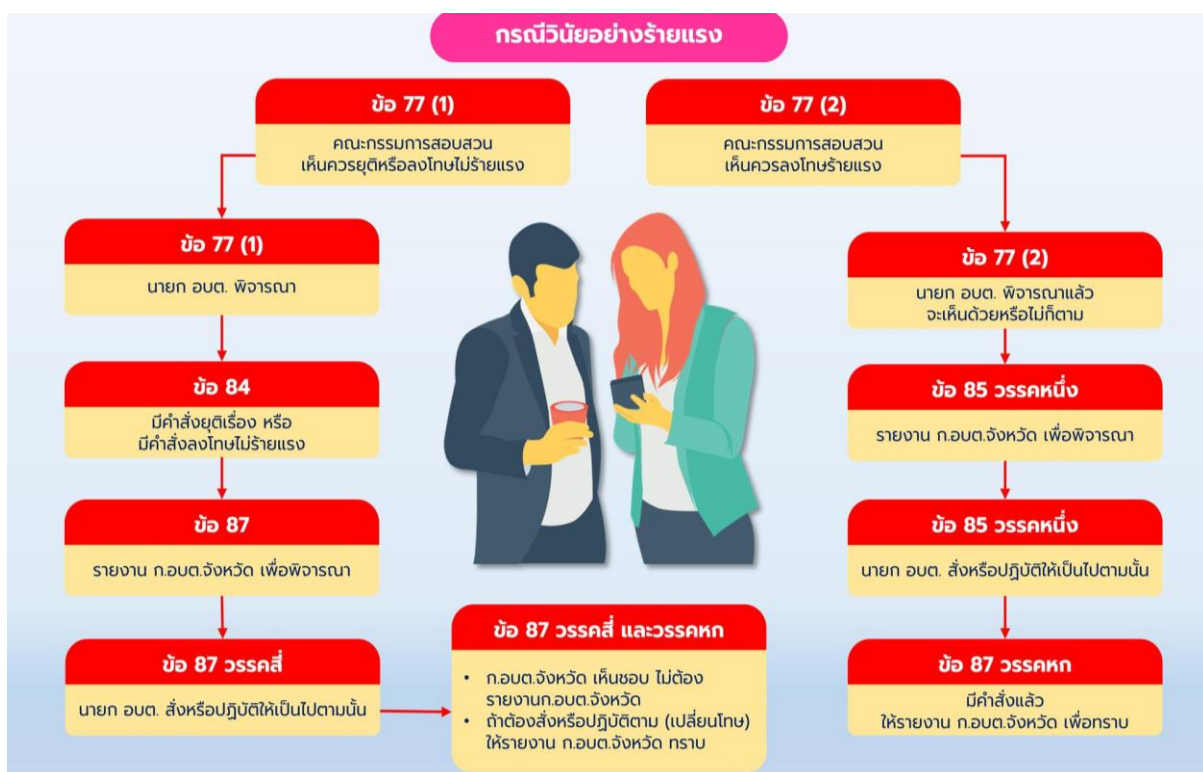 กรณีวินัยอย่างร้ายแรง
ข้อ 77 (1)
คณะกรรมการสอบสวน
เห็นควรยุติหรือลงโทษไม่ร้ายแรง
ข้อ 77 (2)
คณะกรรมการสอบสวน
เห็นควรลงโทษร้ายแรง
ข้อ 77 (1)
นายก อบต. พิจารณา
ข้อ 84
มีคำสั่งยุติเรื่อง หรือ
มีคำสั่งลงโทษไม่ร้ายแรง
ข้อ 87
รายงาน ก.อบต.จังหวัด เพื่อพิจารณา
ข้อ 87 วรรคสี่
นายก อบต. สั่งหรือปฏิบัติให้เป็นไปตามนั้น
ข้อ 87 วรรคสี่ และวรรคหก
• ก.อบต.จังหวัด เห็นชอบ ไม่ต้อง
รายงานก.อบต.จังหวัด
• ถ้าต้องสั่งหรือปฏิบัติตาม (เปลี่ยนโทษ)
ให้รายงาน ก.อบต.จังหวัด ทราบ
ข้อ 77 (2)
นายก อบต. พิจารณาแล้ว
จะเห็นด้วยหรือไม่ก็ตาม
ข้อ 85 วรรคหนึ่ง
รายงาน ก.อบต.จังหวัด เพื่อพิจารณา
ข้อ 85 วรรคหนึ่ง
นายก อบต. สั่งหรือปฏิบัติให้เป็นไปตามนั้น
ข้อ 87 วรรคหก
มีคำสั่งแล้ว
ให้รายงาน ก.อบต.จังหวัด เพื่อทราบ